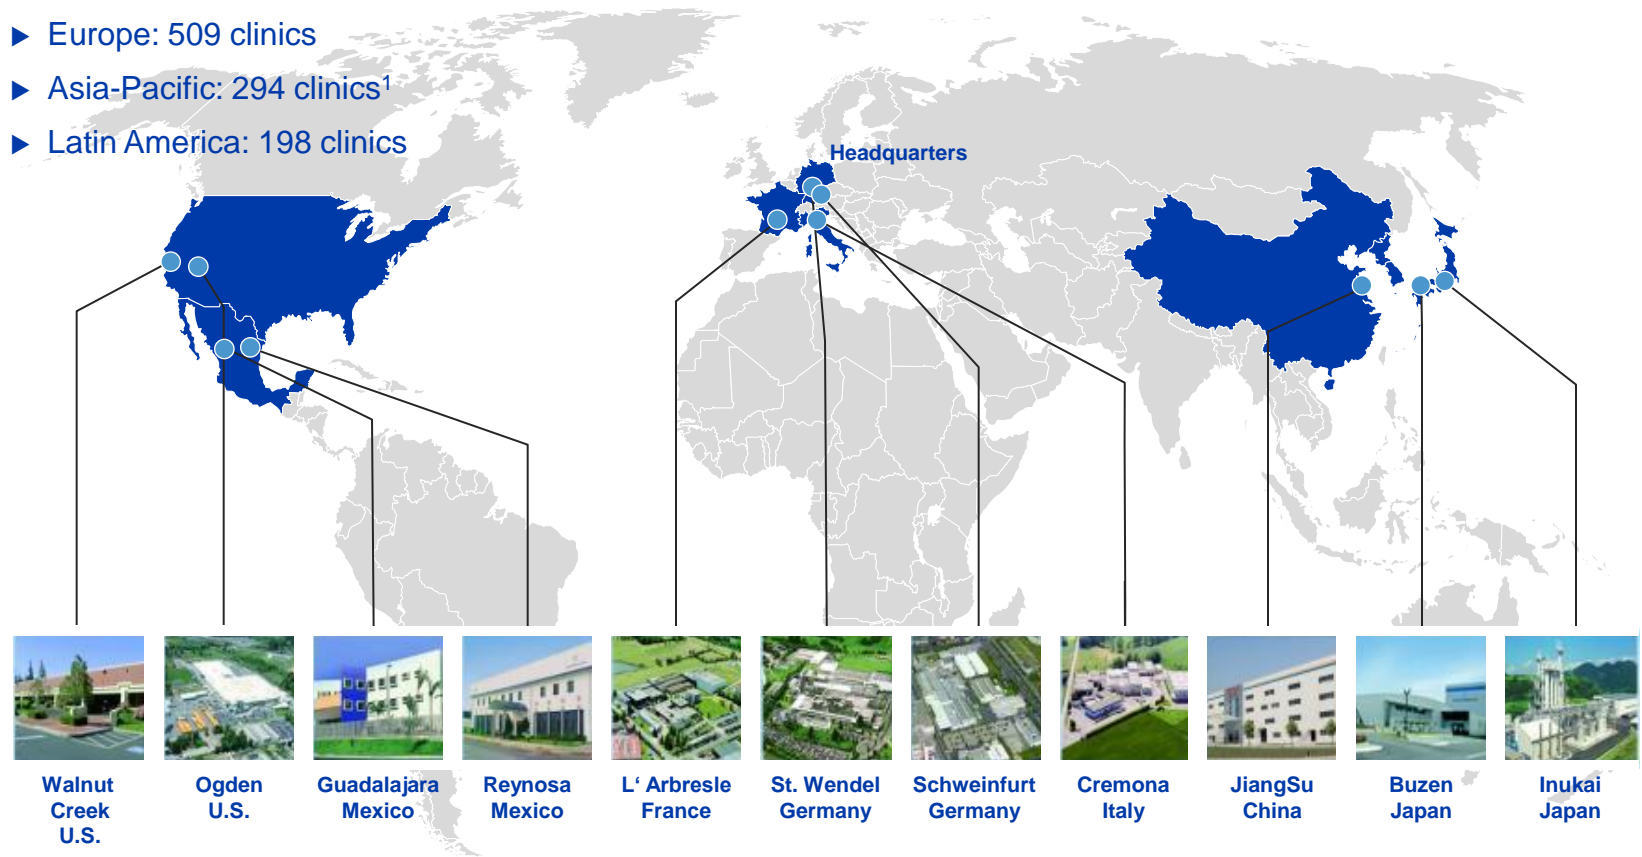 ► Europe: 509 clinics
► Asia-Pacific: 294 clinics¹
► Latin America: 198 clinics
Headquarters
Walnut
Creek
U.S.
Ogden
U.S.
Guadalajara
Mexico
Reynosa
Mexico
L‘ Arbresle
France
St. Wendel
Germany
Schweinfurt
Germany
Cremona
Italy
JiangSu
China
Buzen
Japan
Inukai
Japan